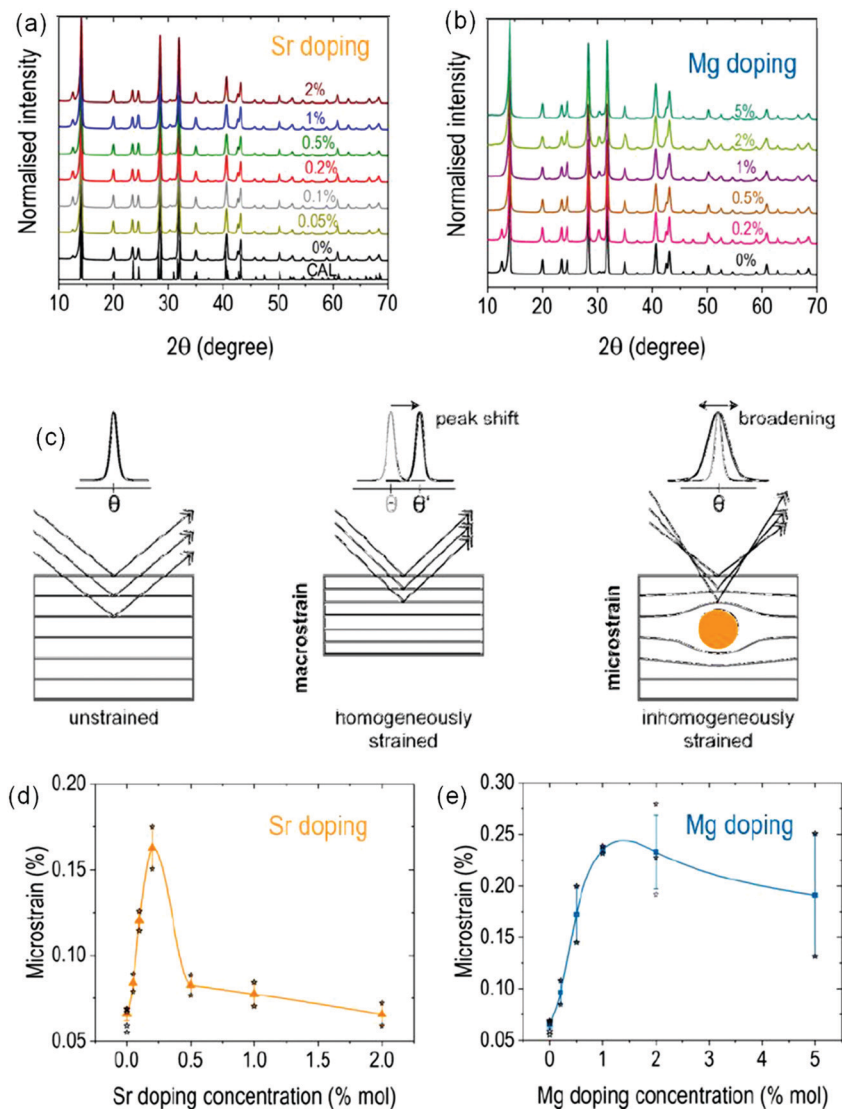 (a)
Sr doping
Normalised intensity
2%
1%
0.5%
0.2%
0.1%
0.05%
0%
CAL
10 20 30 40 50 60 70
2θ (degree)
(b)
Mg doping
Normalised intensity
5%
2%
1%
0.5%
0.2%
0%
10 20 30 40 50 60 70
2θ (degree)
(c)
peak shift
broadening
θ
θ θ'
θ
macrostrain
microstrain
unstrained
homogeneously
strained
inhomogeneously
strained
(d)
Sr doping
Microstrain (%)
0.20
0.15
0.10
0.05
0.0 0.5 1.0 1.5 2.0
Sr doping concentration (% mol)
(e)
Mg doping
Microstrain (%)
0.30
0.25
0.20
0.15
0.10
0.05
0 1 2 3 4 5
Mg doping concentration (% mol)